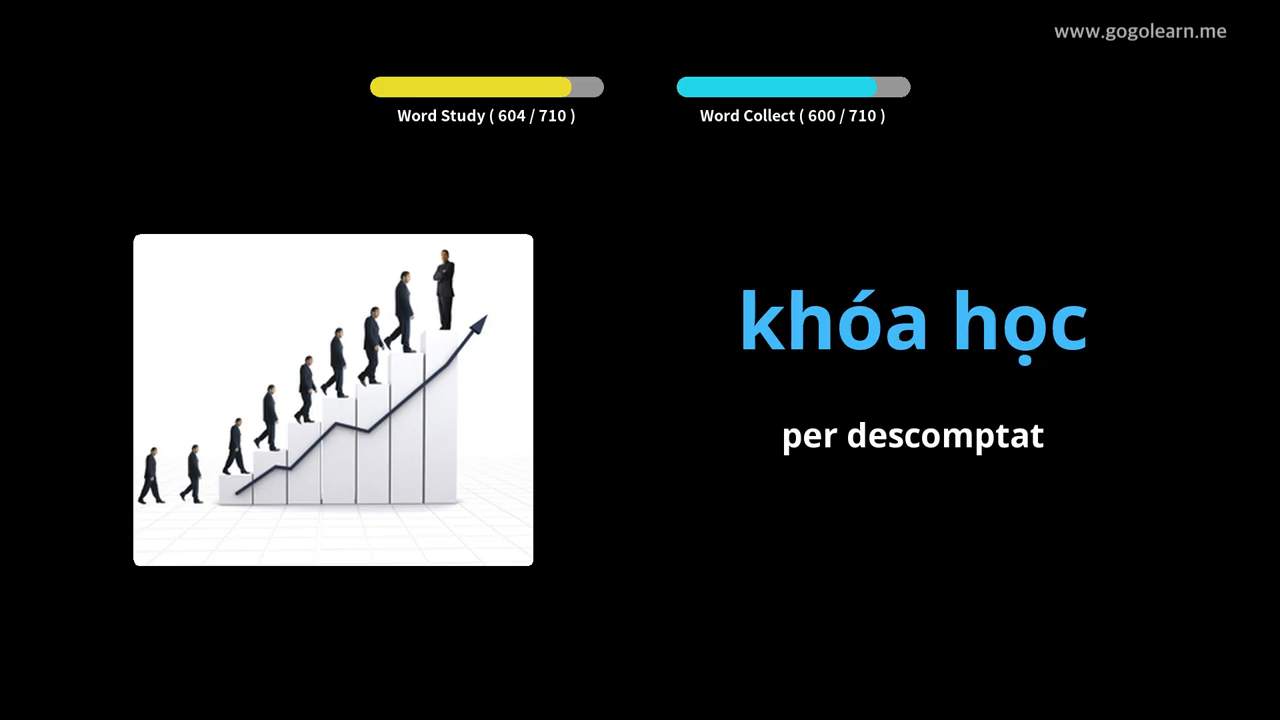 www.gogolearn.me
Word Study ( 604 / 710 )
Word Collect ( 600 / 710 )
khóa học
per descomptat